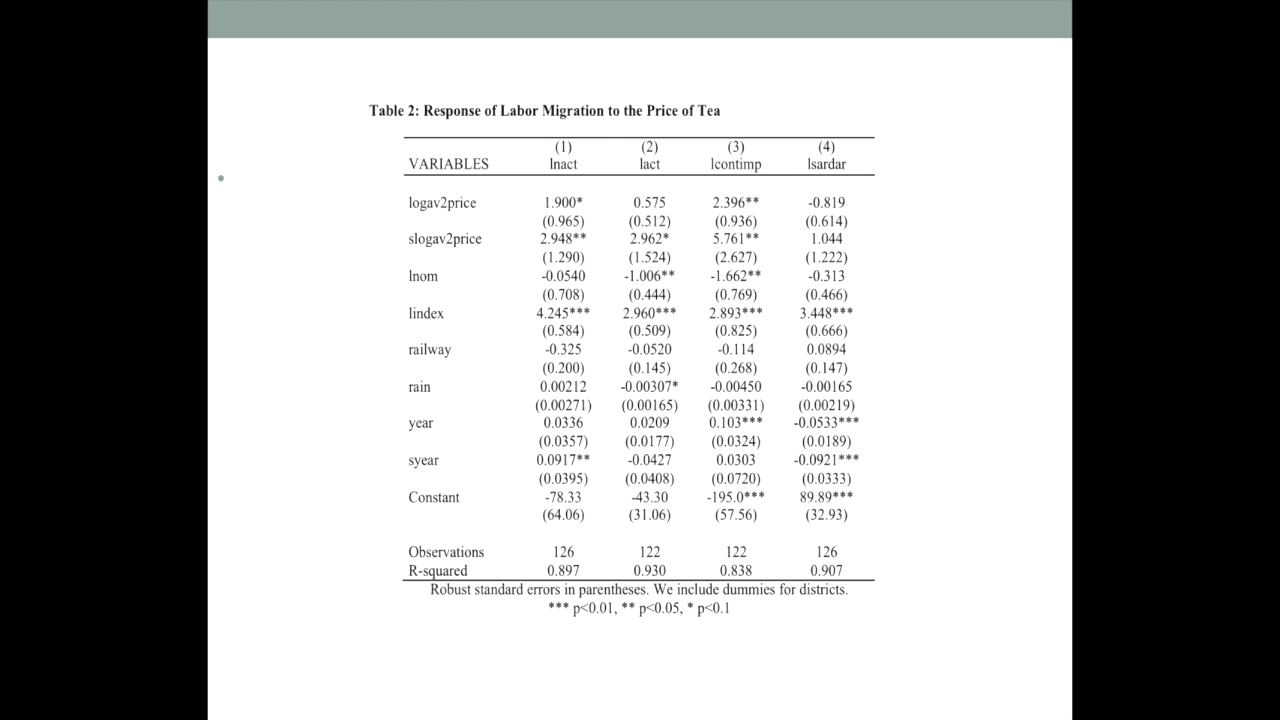 Table 2: Response of Labor Migration to the Price of Tea
(1) (2) (3) (4)
VARIABLES lnact lact lcontimp lsardar
logav2price 1.900* 0.575 2.396** -0.819
(0.965) (0.512) (0.936) (0.614)
slogav2price 2.948** 2.962* 5.761** 1.044
(1.290) (1.524) (2.627) (1.222)
lnom -0.0540 -1.006** -1.662** -0.313
(0.708) (0.444) (0.769) (0.466)
lindex 4.245*** 2.960*** 2.893*** 3.448***
(0.584) (0.509) (0.825) (0.666)
railway -0.325 -0.0520 -0.114 0.0894
(0.200) (0.145) (0.268) (0.147)
rain 0.00212 -0.00307* -0.00450 -0.00165
(0.00271) (0.00165) (0.00331) (0.00219)
year 0.0336 0.0209 0.103*** -0.0533***
(0.0357) (0.0177) (0.0324) (0.0189)
syear 0.0917** -0.0427 0.0303 -0.0921***
(0.0395) (0.0408) (0.0720) (0.0333)
Constant -78.33 -43.30 -195.0*** 89.89***
(64.06) (31.06) (57.56) (32.93)
Observations 126 122 122 126
R-squared 0.897 0.930 0.838 0.907
Robust standard errors in parentheses. We include dummies for districts.
*** p<0.01, ** p<0.05, * p<0.1